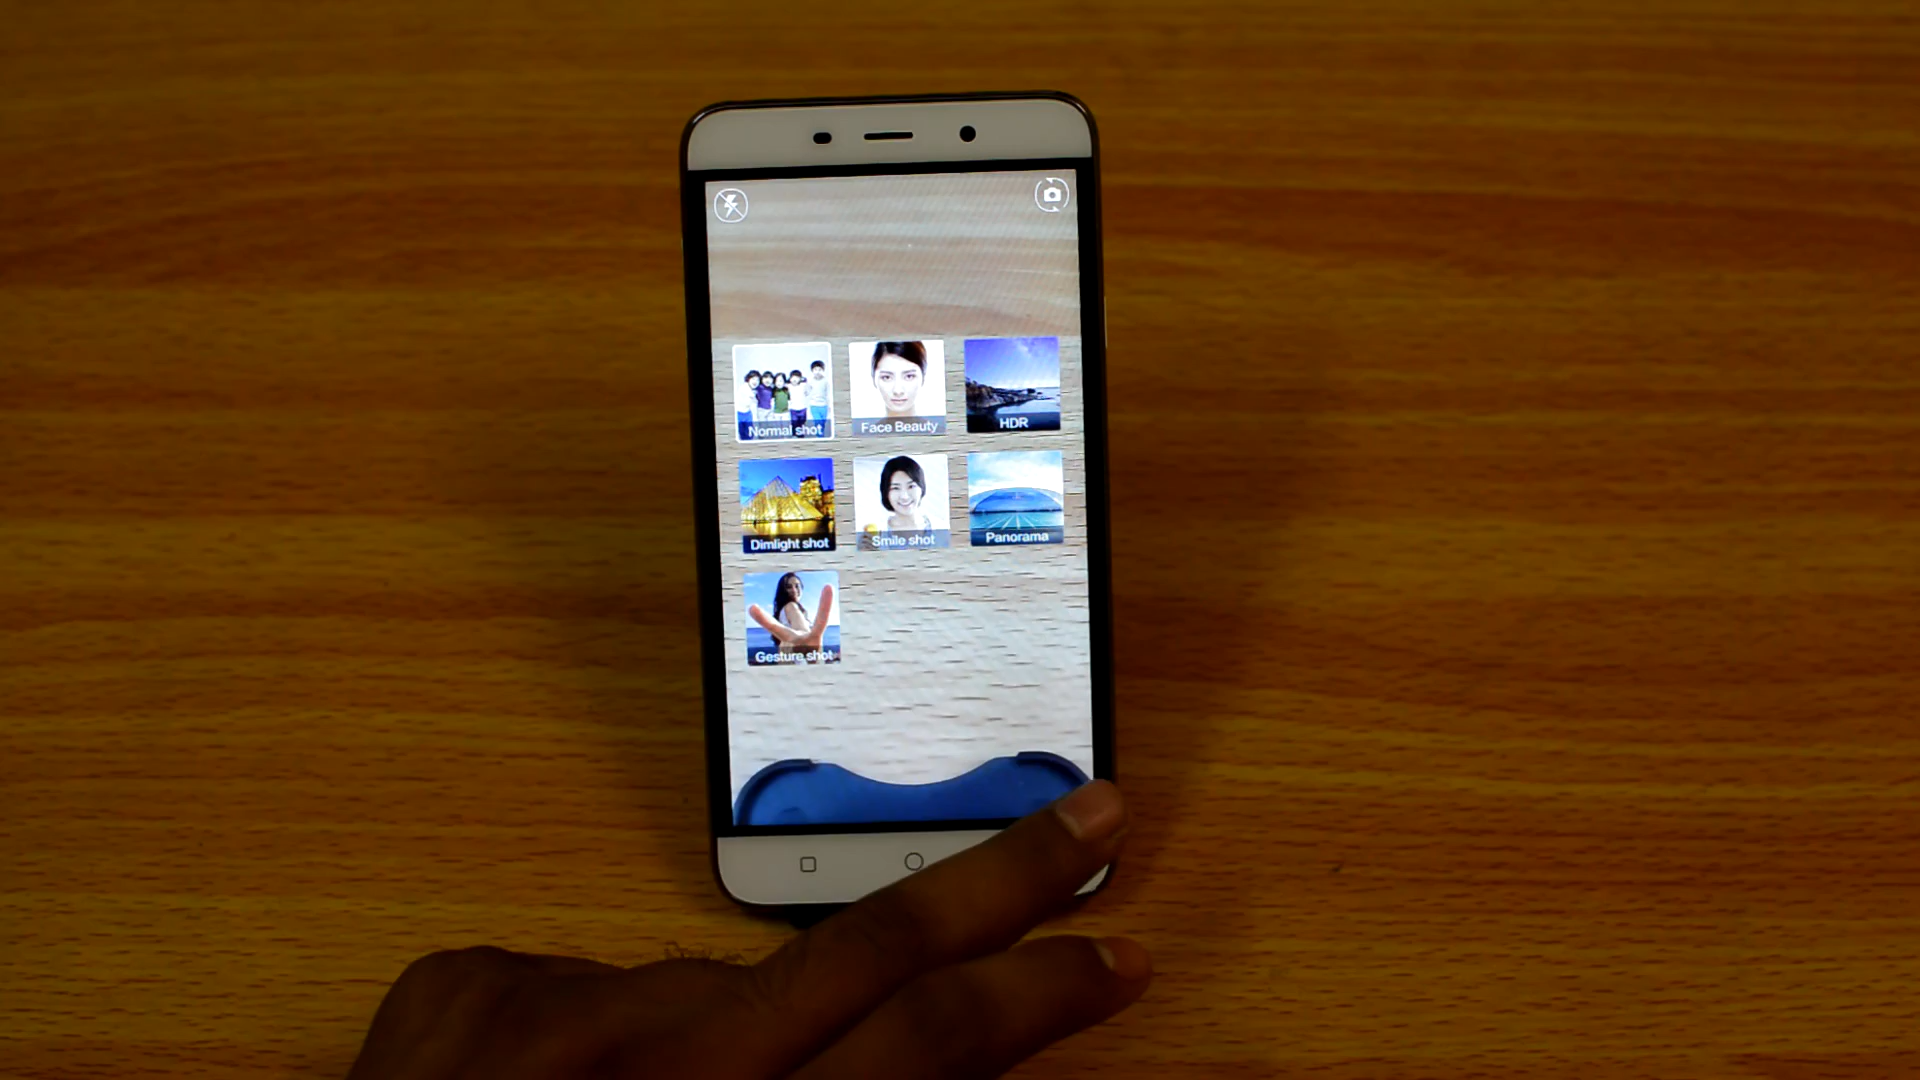 Normal shot
Face Beauty
HDR
Dimlight shot
Smile shot
Panorama
Gesture shot